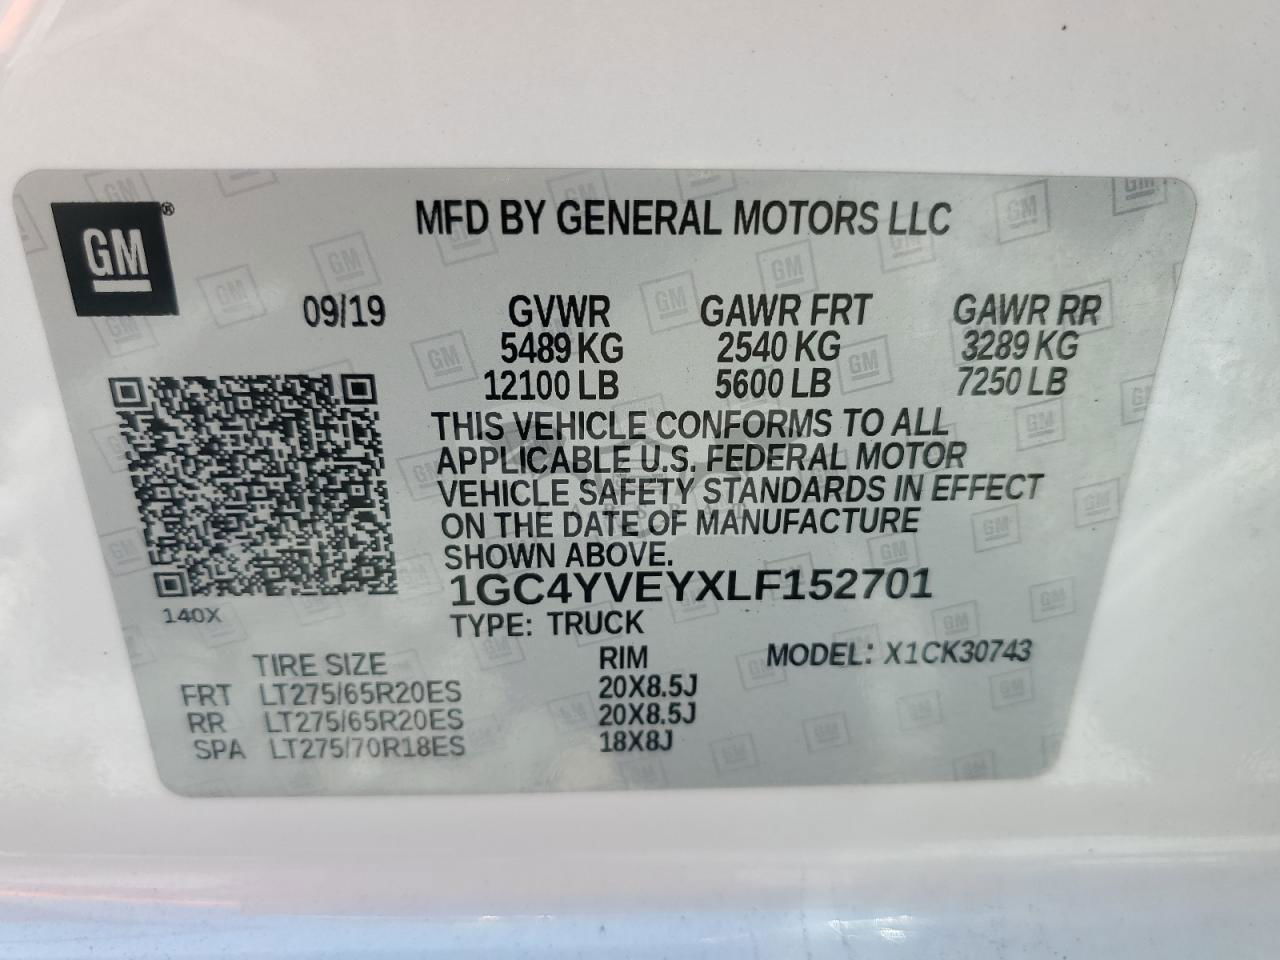 GM®
MFD BY GENERAL MOTORS LLC
09/19
GVWR GAWR FRT GAWR RR
5489 KG 2540 KG 3289 KG
12100 LB 5600 LB 7250 LB
THIS VEHICLE CONFORMS TO ALL
APPLICABLE U.S. FEDERAL MOTOR
VEHICLE SAFETY STANDARDS IN EFFECT
ON THE DATE OF MANUFACTURE
SHOWN ABOVE.
1GC4YVEYXLF152701
140X
TYPE: TRUCK
MODEL: X1CK30743
TIRE SIZE RIM
FRT LT275/65R20ES 20X8.5J
RR LT275/65R20ES 20X8.5J
SPA LT275/70R18ES 18X8J